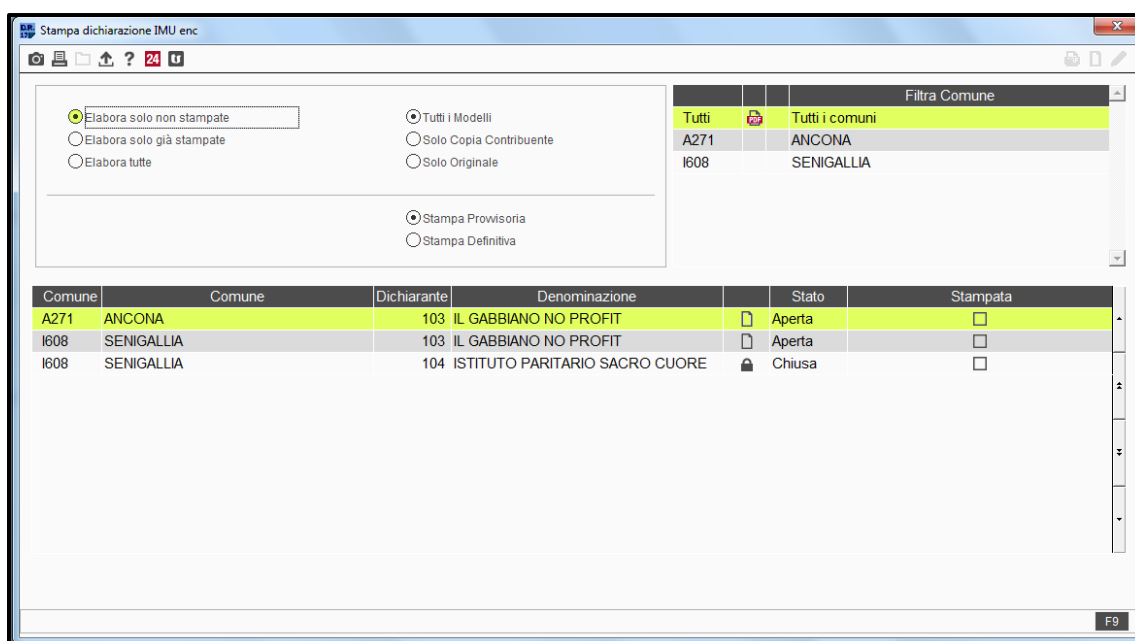 Stampa dichiarazione IMU enc
? 24
Elabora solo non stampate
Elabora solo già stampate
Elabora tutte
Tutti i Modelli
Solo Copia Contribuente
Solo Originale
Stampa Provvisoria
Stampa Definitiva
Filtra Comune
Tutti PDF Tutti i comuni
A271 ANCONA
I608 SENIGALLIA
Comune Comune Dichiarante Denominazione Stato Stampata
A271 ANCONA 103 IL GABBIANO NO PROFIT Aperta
I608 SENIGALLIA 103 IL GABBIANO NO PROFIT Aperta
I608 SENIGALLIA 104 ISTITUTO PARITARIO SACRO CUORE Chiusa
F9